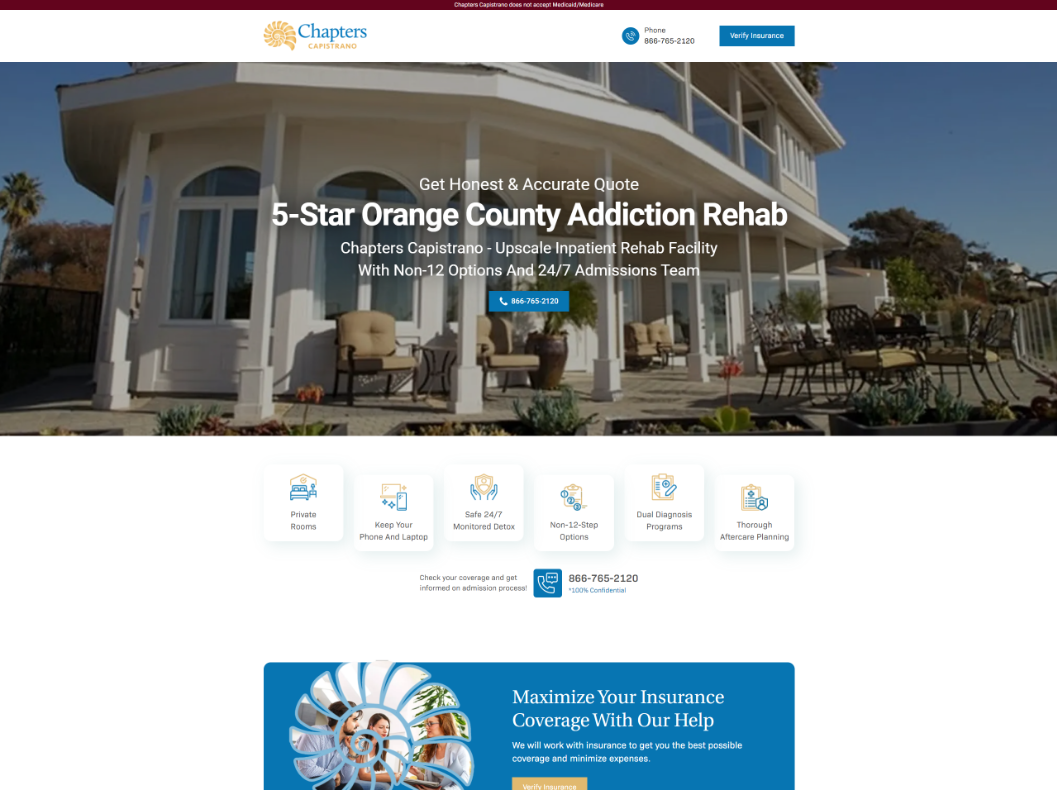 Chapters Capistrano does not accept Medicaid/Medicare
Chapters
CAPISTRANO
Phone
866-765-2120
Verify Insurance
Get Honest & Accurate Quote
5-Star Orange County Addiction Rehab
Chapters Capistrano - Upscale Inpatient Rehab Facility
With Non-12 Options And 24/7 Admissions Team
866-765-2120
Private
Rooms
Keep Your
Phone And Laptop
Safe 24/7
Monitored Detox
Non-12-Step
Options
Dual Diagnosis
Programs
Thorough
Aftercare Planning
Check your coverage and get
informed on admission process!
866-765-2120
*100% Confidential
Maximize Your Insurance
Coverage With Our Help
We will work with insurance to get you the best possible
coverage and minimize expenses.
Verify Insurance